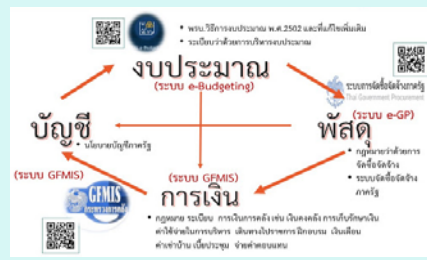 • พรบ.วิธีการงบประมาณ พ.ศ.2502 และที่แก้ไขเพิ่มเติม
• ระเบียบว่าด้วยการบริหารงบประมาณ
งบประมาณ
(ระบบ e-Budgeting)
ระบบการจัดซื้อจัดจ้างภาครัฐ
Thai Government Procurement
(ระบบ e-GP)
บัญชี
พัสดุ
• นโยบายบัญชีภาครัฐ
• กฎหมายว่าด้วยการ
จัดซื้อจัดจ้าง
• ระบบจัดซื้อจัดจ้าง
ภาครัฐ
(ระบบ GFMIS)
(ระบบ GFMIS)
การเงิน
GFMIS
กระทรวงการคลัง
• กฎหมาย ระเบียบ การเงินการคลัง เช่น เงินคงคลัง การเก็บรักษาเงิน
ค่าใช้จ่ายในการบริหาร เดินทางไปราชการ ฝึกอบรม เงินเดือน
ค่าเช่าบ้าน เบี้ยประชุม จ่ายค่าตอบแทน